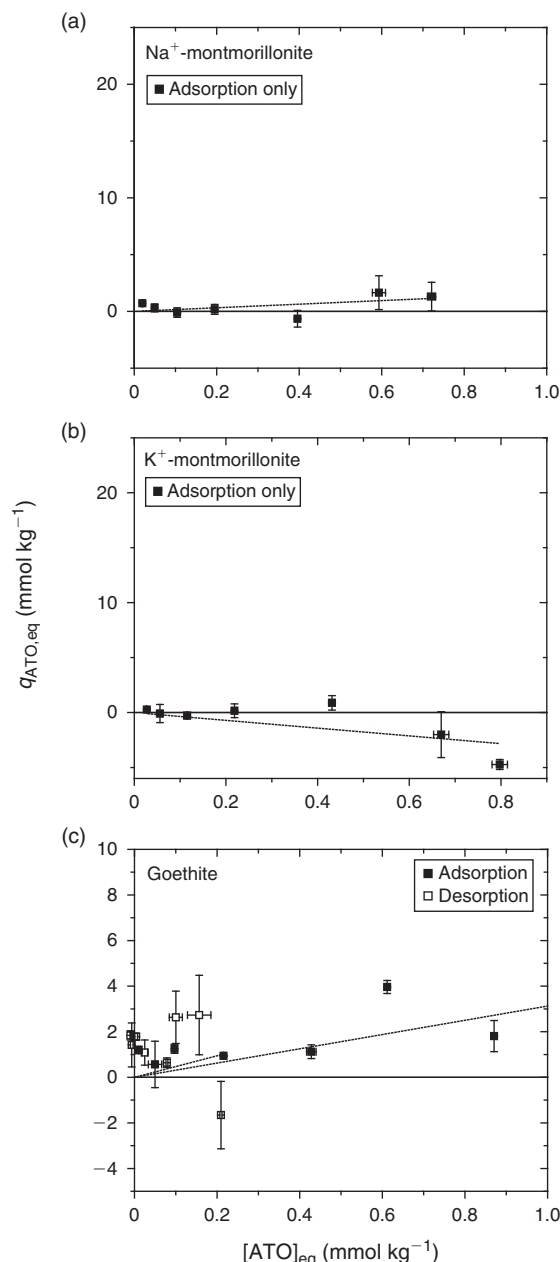 (a)
Na⁺-montmorillonite
■ Adsorption only
20
10
0
0
0.2
0.4
0.6
0.8
1.0
(b)
K⁺-montmorillonite
■ Adsorption only
20
10
0
0
0.2
0.4
0.6
0.8
q_ATO,eq (mmol kg⁻¹)
(c)
Goethite
■ Adsorption
□ Desorption
10
8
6
4
2
0
−2
−4
0
0.2
0.4
0.6
0.8
1.0
[ATO]eq (mmol kg⁻¹)